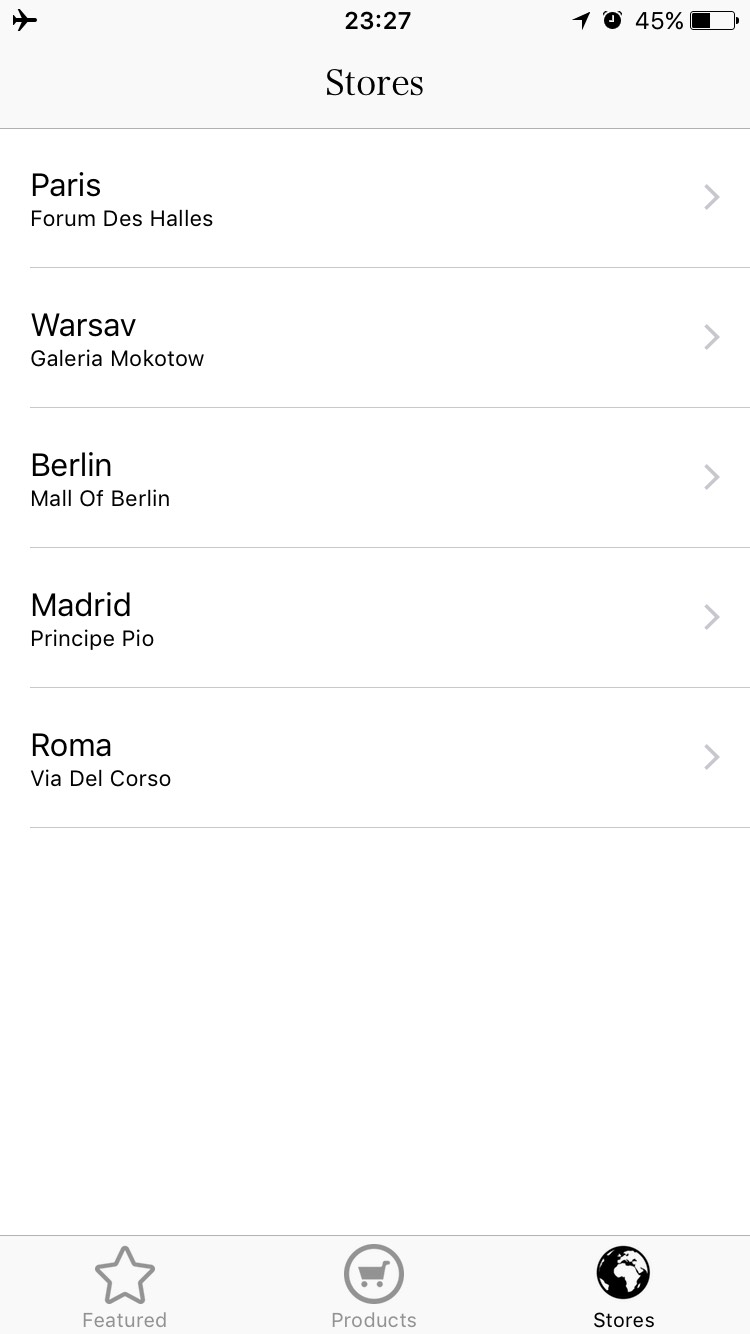 23:27
45%
Stores
Paris
Forum Des Halles
Warsav
Galeria Mokotow
Berlin
Mall Of Berlin
Madrid
Principe Pio
Roma
Via Del Corso
Featured
Products
Stores